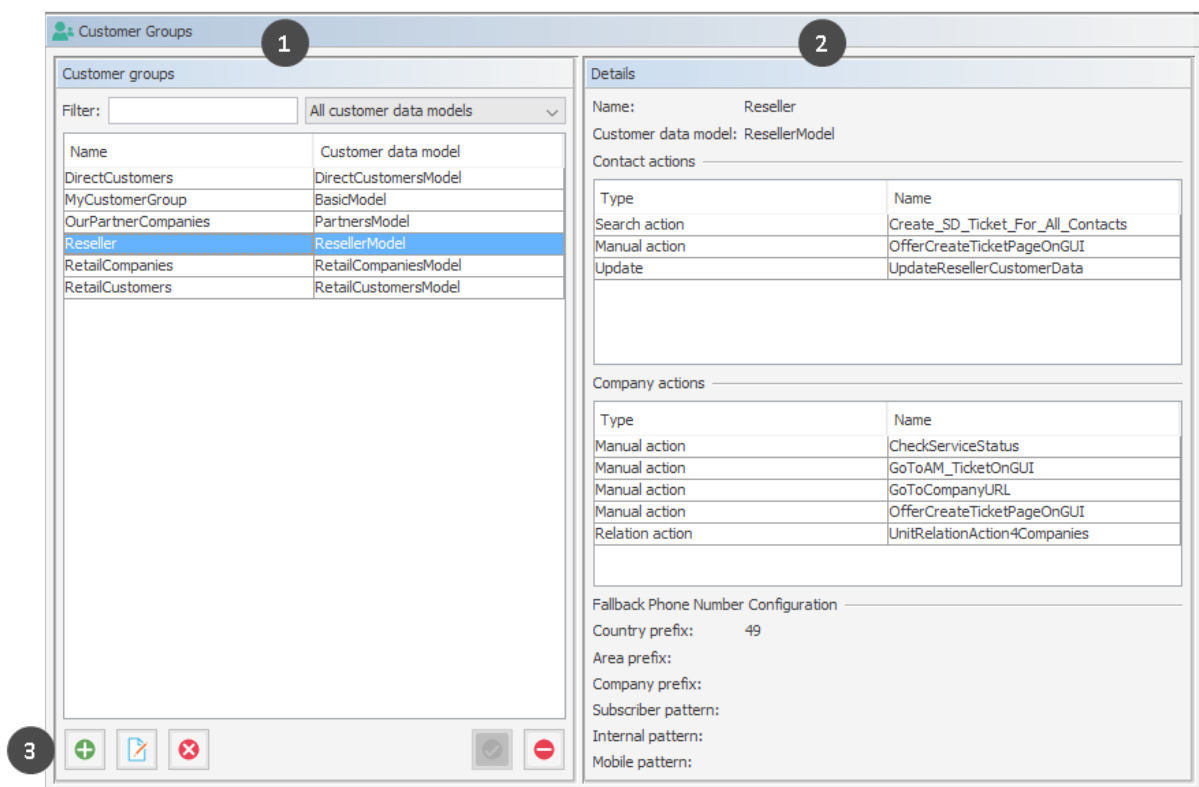 Customer Groups
1
2
Customer groups
Filter:
All customer data models
Name Customer data model
DirectCustomers DirectCustomersModel
MyCustomerGroup BasicModel
OurPartnerCompanies PartnersModel
Reseller ResellerModel
RetailCompanies RetailCompaniesModel
RetailCustomers RetailCustomersModel
3
Details
Name: Reseller
Customer data model: ResellerModel
Contact actions
Type Name
Search action Create_SD_Ticket_For_All_Contacts
Manual action OfferCreateTicketPageOnGUI
Update UpdateResellerCustomerData
Company actions
Type Name
Manual action CheckServiceStatus
Manual action GoToAM_TicketOnGUI
Manual action GoToCompanyURL
Manual action OfferCreateTicketPageOnGUI
Relation action UnitRelationAction4Companies
Fallback Phone Number Configuration
Country prefix: 49
Area prefix:
Company prefix:
Subscriber pattern:
Internal pattern:
Mobile pattern: